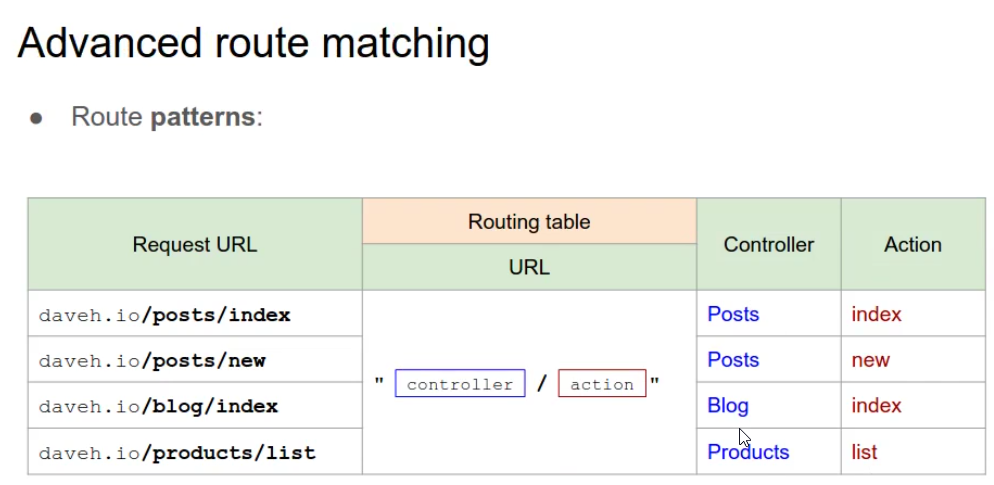 Advanced route matching
● Route patterns:
Request URL
Routing table
URL
Controller
Action
daveh.io/posts/index
Posts
index
daveh.io/posts/new
Posts
new
" controller / action "
daveh.io/blog/index
Blog
index
daveh.io/products/list
Products
list